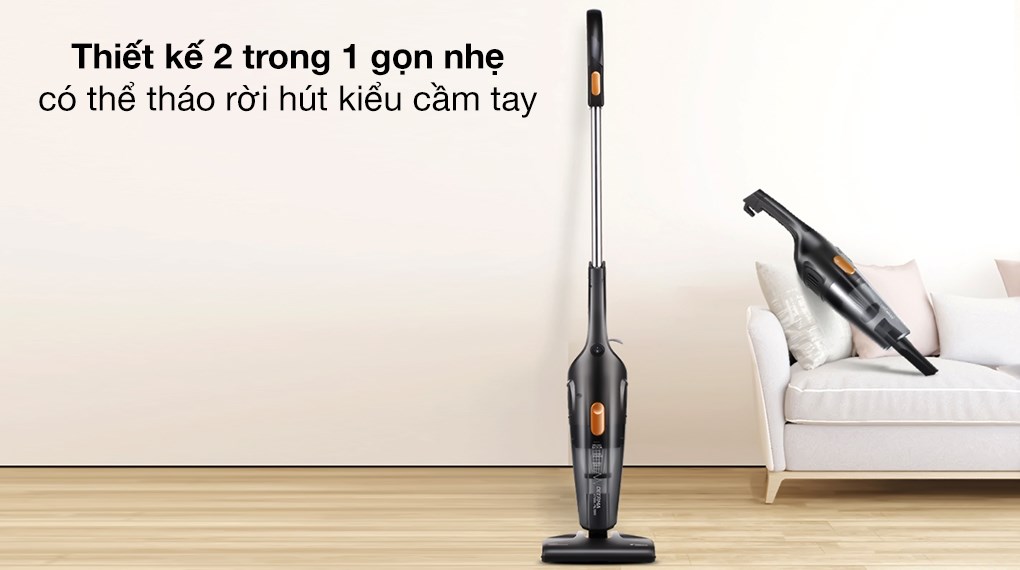 Thiết kế 2 trong 1 gọn nhẹ
có thể tháo rời hút kiểu cầm tay